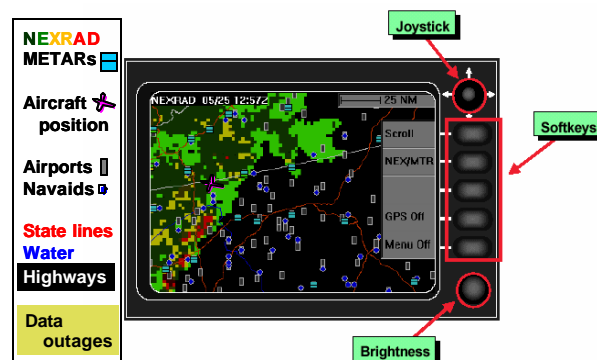 NEXRAD
METARs
Aircraft
position
Airports
Navaids
State lines
Water
Highways
Data
outages
Joystick
Softkeys
Brightness
NEXRAD 05/25 12:57Z
25 NM
Scroll
NEX/MTR
GPS Off
Menu Off